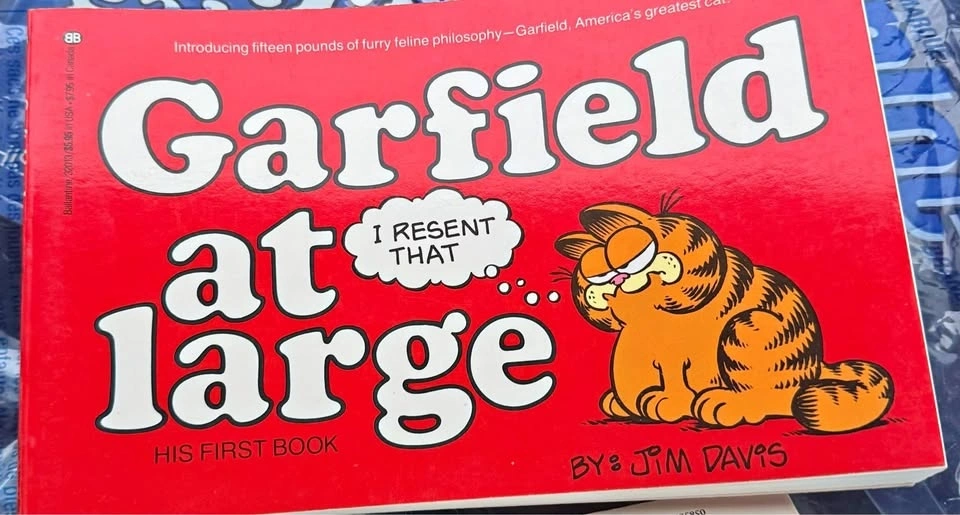 BB
Introducing fifteen pounds of furry feline philosophy—Garfield, America's greatest cat.
Garfield
at
large
I RESENT
THAT
HIS FIRST BOOK
BY: JIM DAVIS